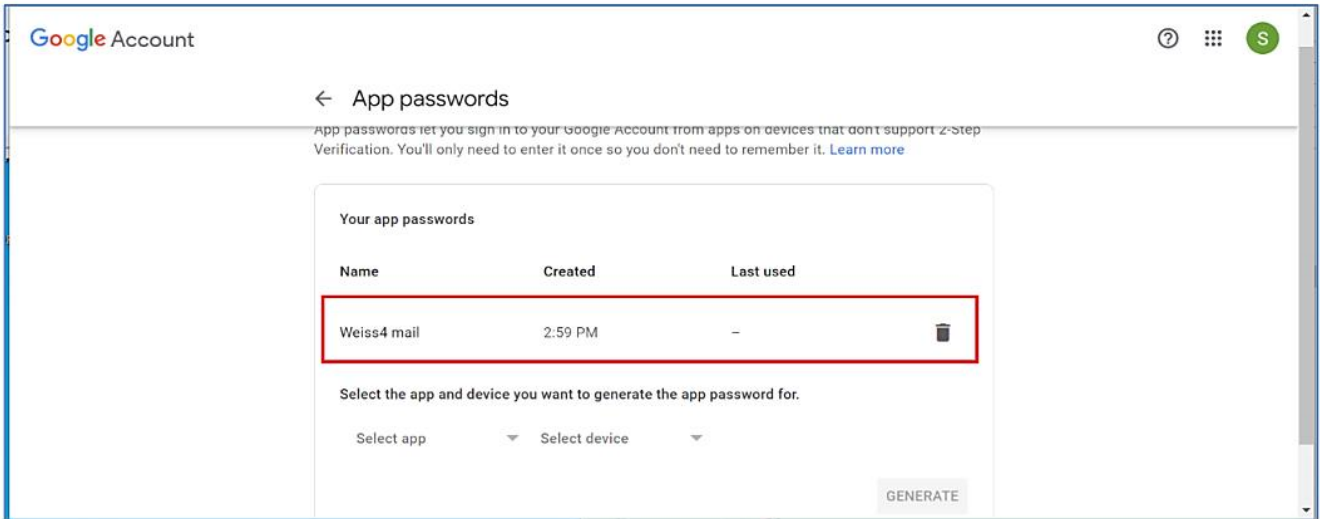 Google Account
S
← App passwords
App passwords let you sign in to your Google Account from apps on devices that don't support 2-Step
Verification. You'll only need to enter it once so you don't need to remember it. Learn more
Your app passwords
Name Created Last used
Weiss4 mail 2:59 PM –
Select the app and device you want to generate the app password for.
Select app Select device
GENERATE